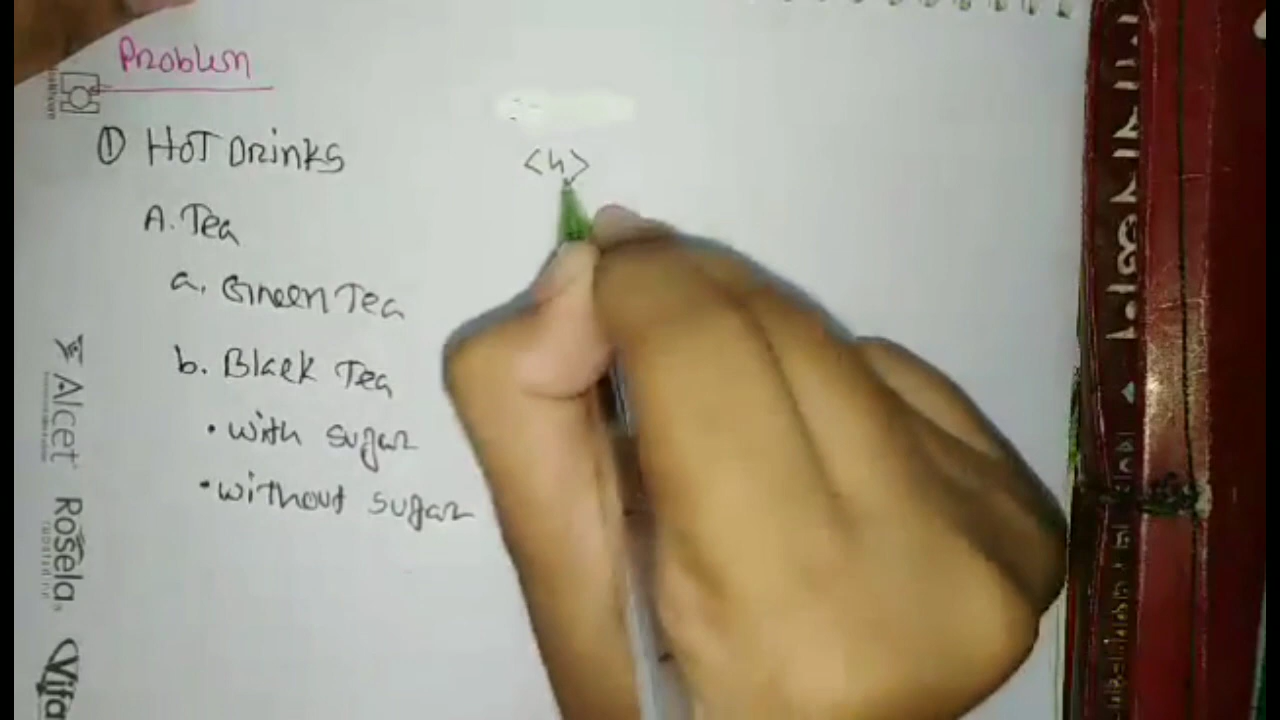 Problem
① HOT Drinks
<h>
A. Tea
a. Green Tea
b. Black Tea
• with sugar
• without sugar
Alcet
Rosela